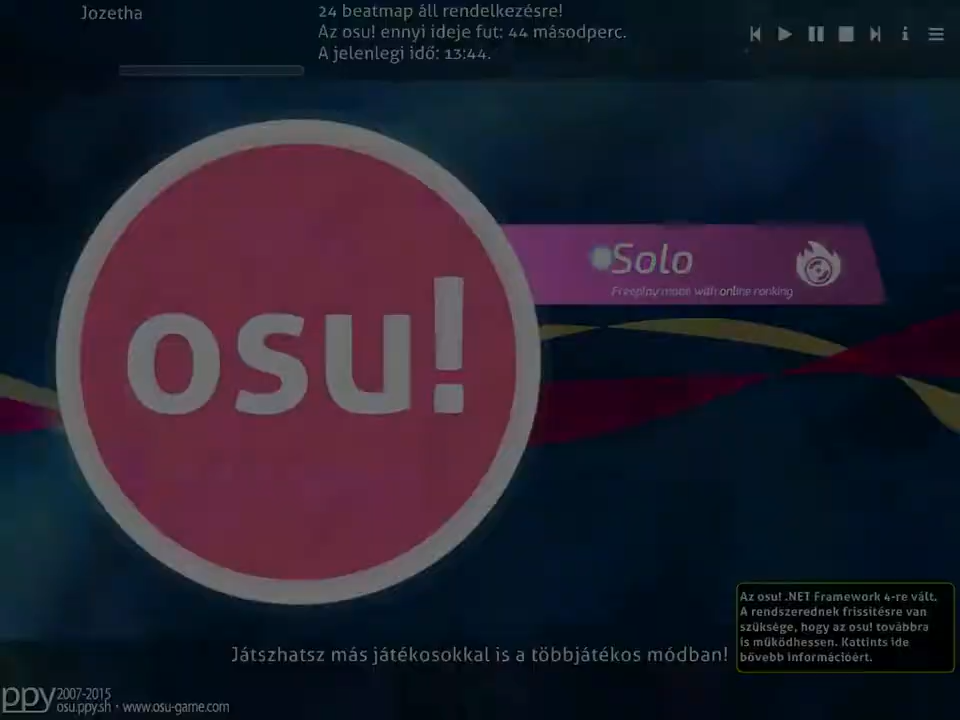 Jozetha
24 beatmap áll rendelkezésre!
Az osu! ennyi ideje fut: 44 másodperc.
A jelenlegi idő: 13:44.
Solo
Freeplay mode with online ranking
osu!
Az osu! .NET Framework 4-re vált.
A rendszerednek frissítésre van
szüksége, hogy az osu! továbbra
is működhessen. Kattints ide
bővebb információért.
Játszhatsz más játékosokkal is a többjátékos módban!
ppy 2007-2015
osu.ppy.sh · www.osu-game.com